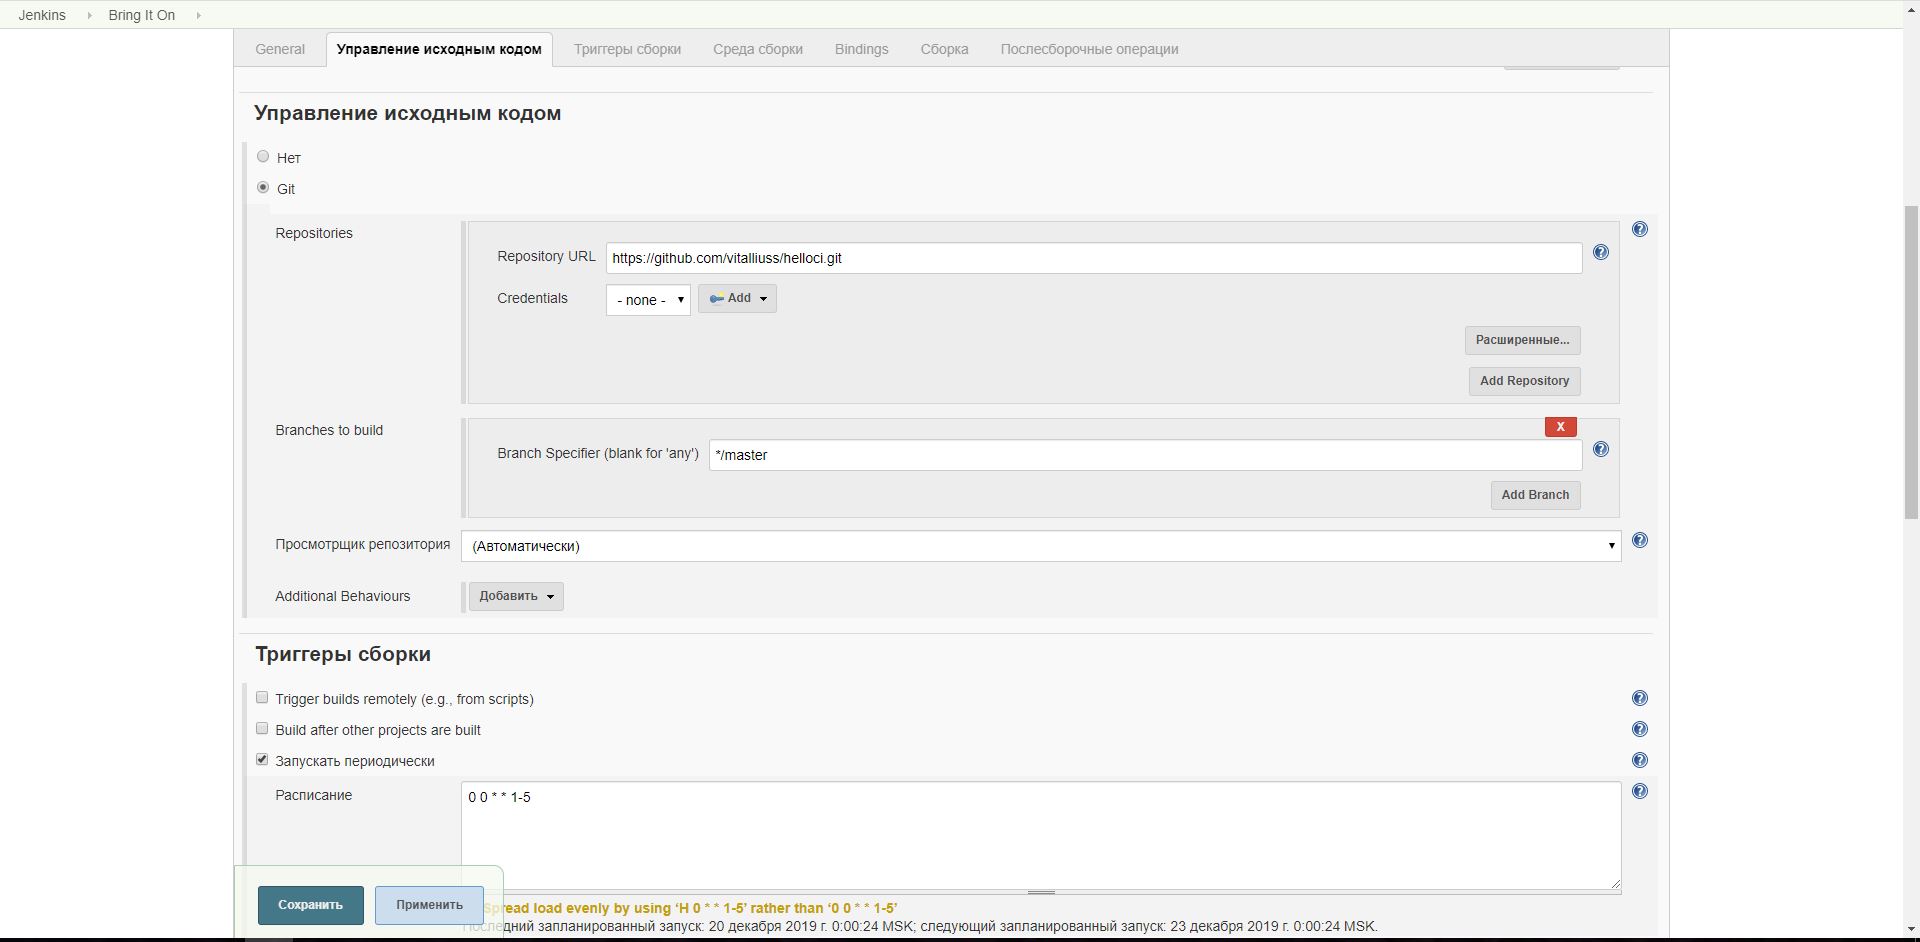 Jenkins Bring It On
General Управление исходным кодом Триггеры сборки Среда сборки Bindings Сборка Послесборочные операции
Управление исходным кодом
Нет
Git
Repositories
Repository URL https://github.com/vitalliuss/helloci.git
Credentials - none - Add
Расширенные...
Add Repository
Branches to build
X
Branch Specifier (blank for 'any') */master
Add Branch
Просмотрщик репозитория (Автоматически)
Additional Behaviours Добавить
Триггеры сборки
Trigger builds remotely (e.g., from scripts)
Build after other projects are built
Запускать периодически
Расписание 0 0 * * 1-5
Сохранить Применить
Spread load evenly by using ‘H 0 * * 1-5’ rather than ‘0 0 * * 1-5’
Последний запланированный запуск: 20 декабря 2019 г. 0:00:24 MSK; следующий запланированный запуск: 23 декабря 2019 г. 0:00:24 MSK.